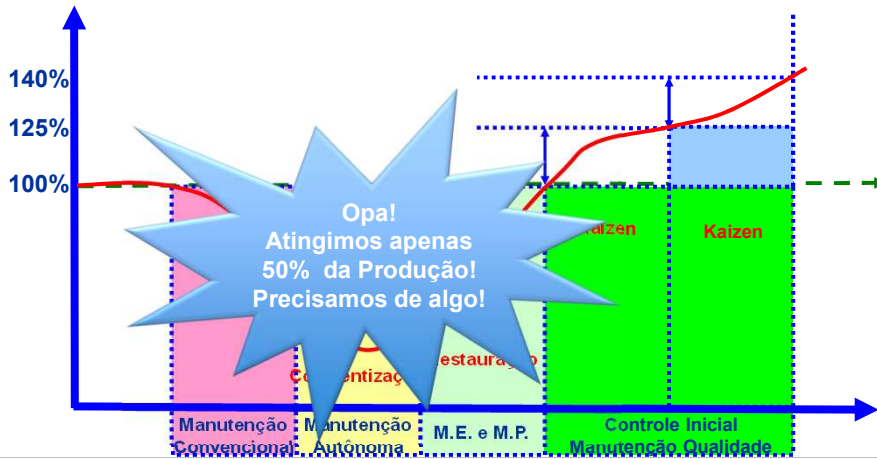 140%
125%
100%
Opa!
Atingimos apenas
50% da Produção!
Precisamos de algo!
Kaizen
Kaizen
Manutenção
Convencional
Manutenção
Autônoma
M.E. e M.P.
Controle Inicial
Manutenção Qualidade